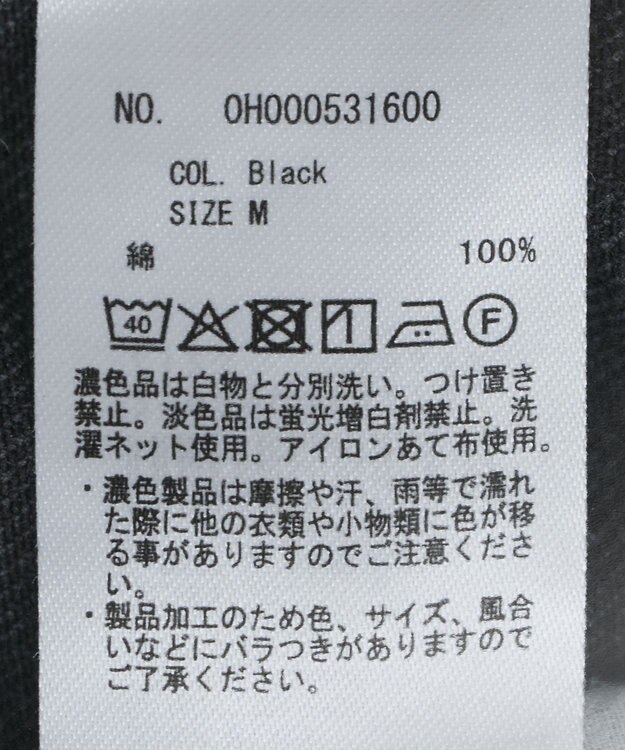 NO. 0H000531600
COL. Black
SIZE M
綿 100%
40 F
濃色品は白物と分別洗い。つけ置き
禁止。淡色品は蛍光増白剤禁止。洗
濯ネット使用。アイロンあて布使用。
・濃色製品は摩擦や汗、雨等で濡れ
た際に他の衣類や小物類に色が移
る事がありますのでご注意くださ
い。
・製品加工のため色、サイズ、風合
いなどにバラつきがありますので
ご了承ください。